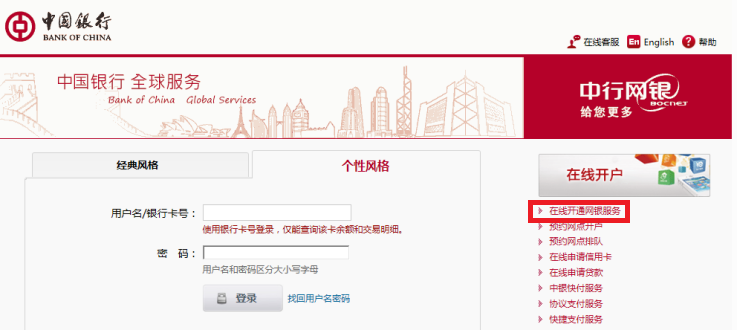 中国银行
BANK OF CHINA
在线客服 En English ? 帮助
中国银行 全球服务
Bank of China Global Services
中行网银
BOCNET
给您更多
经典风格
个性风格
在线开户
用户名/银行卡号：
使用银行卡号登录，仅能查询该卡余额和交易明细。
密 码：
用户名和密码区分大小写字母
登录 找回用户名密码
在线开通网银服务
预约网点开户
预约网点排队
在线申请信用卡
在线申请贷款
中银快付服务
协议支付服务
快捷支付服务